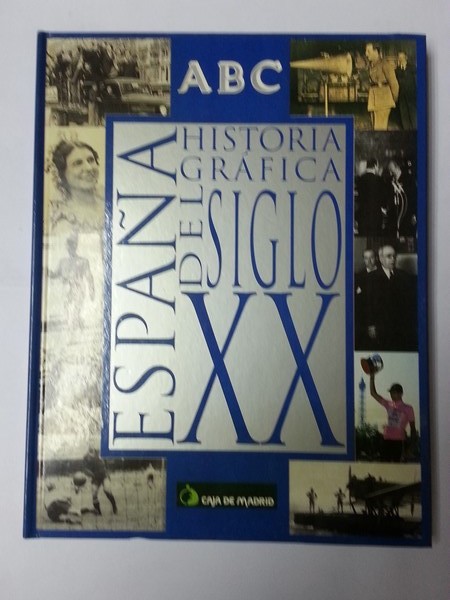 ABC
ESPAÑA
HISTORIA
GRÁFICA
DEL SIGLO
XX
CAJA DE MADRID